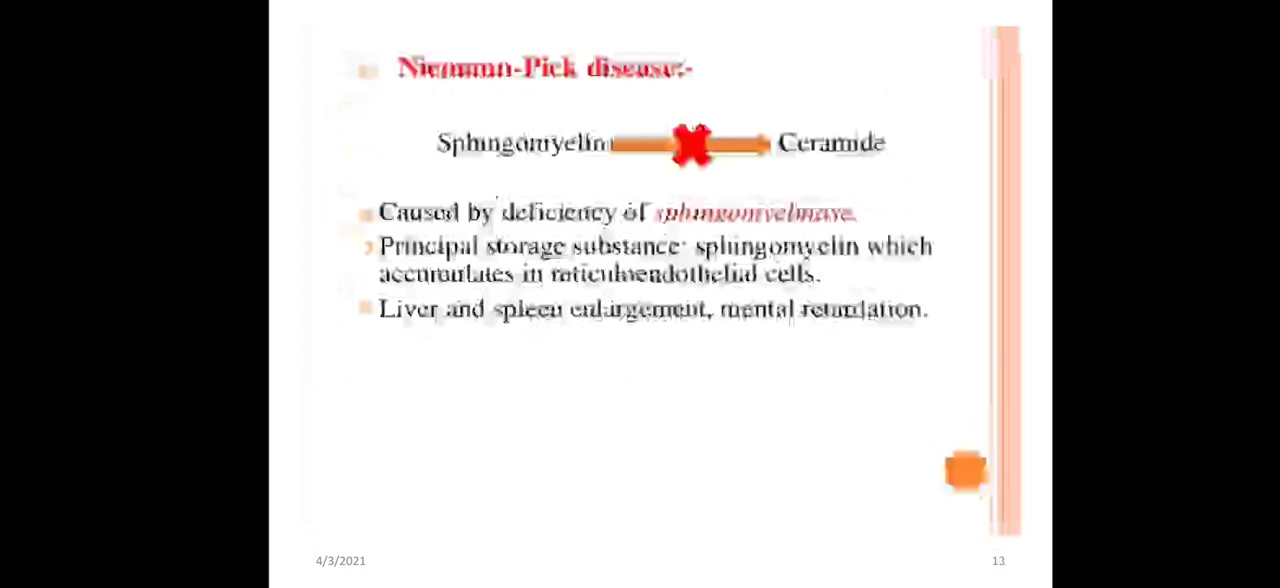 Niemann-Pick disease:-
Sphingomyelin Ceramide
Caused by deficiency of sphingomyelinase.
Principal storage substance: sphingomyelin which
accumulates in reticuloendothelial cells.
Liver and spleen enlargement, mental retardation.
4/3/2021 13